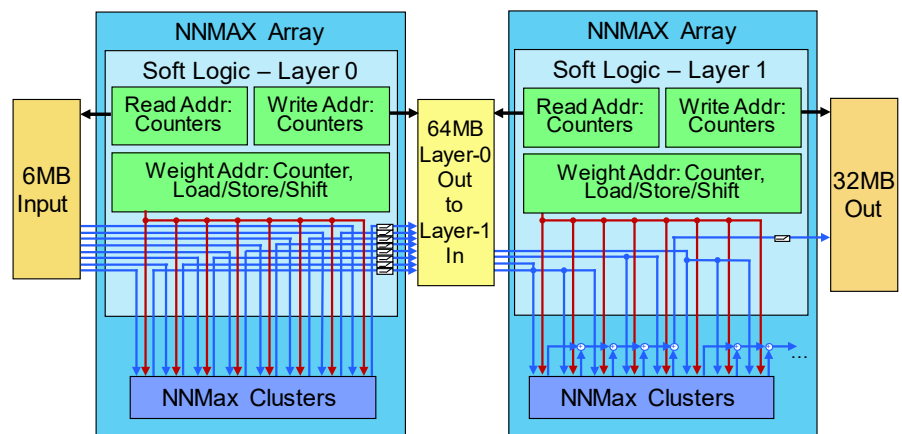 NNMAX Array
Soft Logic – Layer 0
Read Addr:
Counters
Write Addr:
Counters
Weight Addr: Counter,
Load/Store/Shift
6MB
Input
NNMax Clusters
64MB
Layer-0
Out
to
Layer-1
In
NNMAX Array
Soft Logic – Layer 1
Read Addr:
Counters
Write Addr:
Counters
Weight Addr: Counter,
Load/Store/Shift
...
NNMax Clusters
32MB
Out